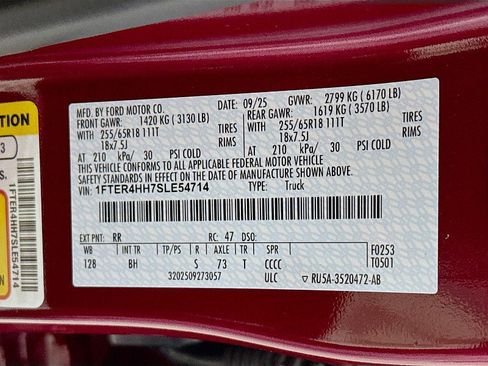 MFD. BY FORD MOTOR CO.
DATE: 09/25 GVWR: 2799 KG ( 6170 LB)
FRONT GAWR: 1420 KG ( 3130 LB) REAR GAWR: 1619 KG ( 3570 LB)
WITH 255/65R18 111T TIRES WITH 255/65R18 111T TIRES
18x7.5J RIMS 18x7.5J RIMS
AT 210 kPa/ 30 PSI COLD AT 210 kPa/ 30 PSI COLD
THIS VEHICLE CONFORMS TO ALL APPLICABLE FEDERAL MOTOR VEHICLE
SAFETY STANDARDS IN EFFECT ON THE DATE OF MANUFACTURE SHOWN ABOVE.
VIN: 1FTER4HH7SLE54714 TYPE: Truck
EXT PNT: RR RC: 47 DSO:
WB INT TR TP/PS R AXLE TR SPR F0253
128 BH S 73 T CCCC T0501
3202509273057 ULC RU5A-3520472-AB
TION
3
s.
1FTER4HH7SLE54714